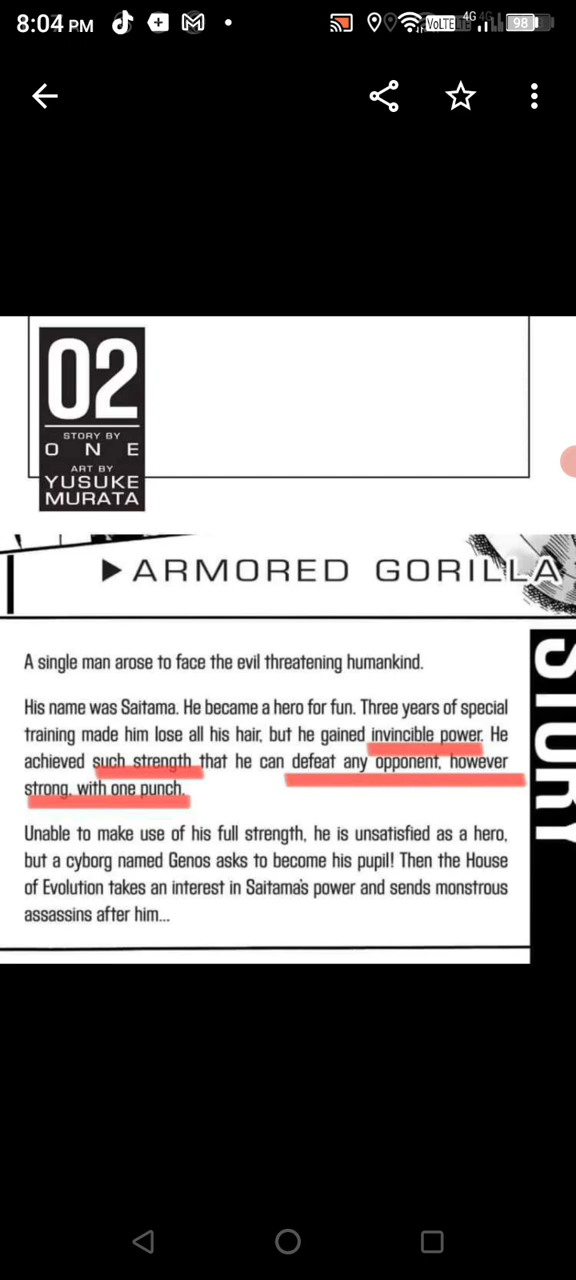 8:04 PM
VoLTE 4G 98
02
STORY BY
ONE
ART BY
YUSUKE
MURATA
▶ARMORED GORILLA
STORY
A single man arose to face the evil threatening humankind.
His name was Saitama. He became a hero for fun. Three years of special
training made him lose all his hair, but he gained invincible power. He
achieved such strength that he can defeat any opponent, however
strong, with one punch.
Unable to make use of his full strength, he is unsatisfied as a hero,
but a cyborg named Genos asks to become his pupil! Then the House
of Evolution takes an interest in Saitama's power and sends monstrous
assassins after him...